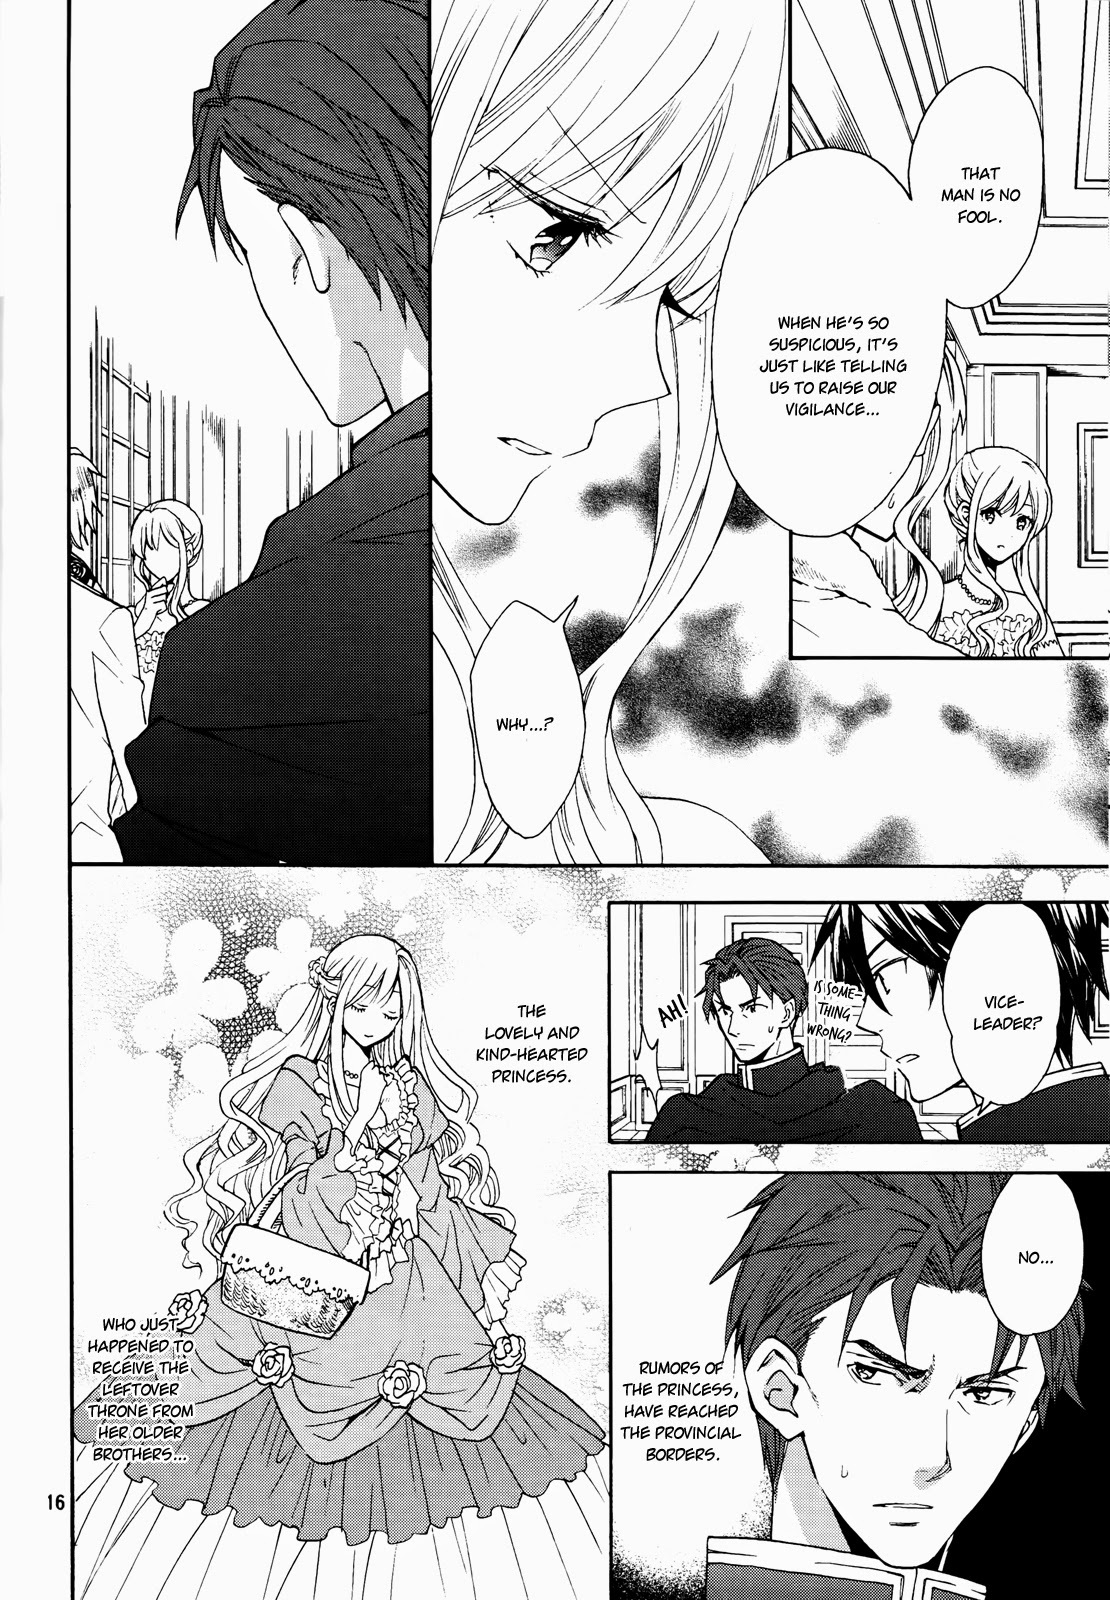 THAT
MAN IS NO
FOOL.
WHEN HE'S SO
SUSPICIOUS, IT'S
JUST LIKE TELLING
US TO RAISE OUR
VIGILANCE...
WHY...?
VICE-
LEADER?
IS SOME-
THING
WRONG?
AH!
NO...
RUMORS OF
THE PRINCESS,
HAVE REACHED
THE PROVINCIAL
BORDERS.
THE
LOVELY AND
KIND-HEARTED
PRINCESS.
WHO JUST
HAPPENED TO
RECEIVE THE
LEFTOVER
THRONE FROM
HER OLDER
BROTHERS...
16